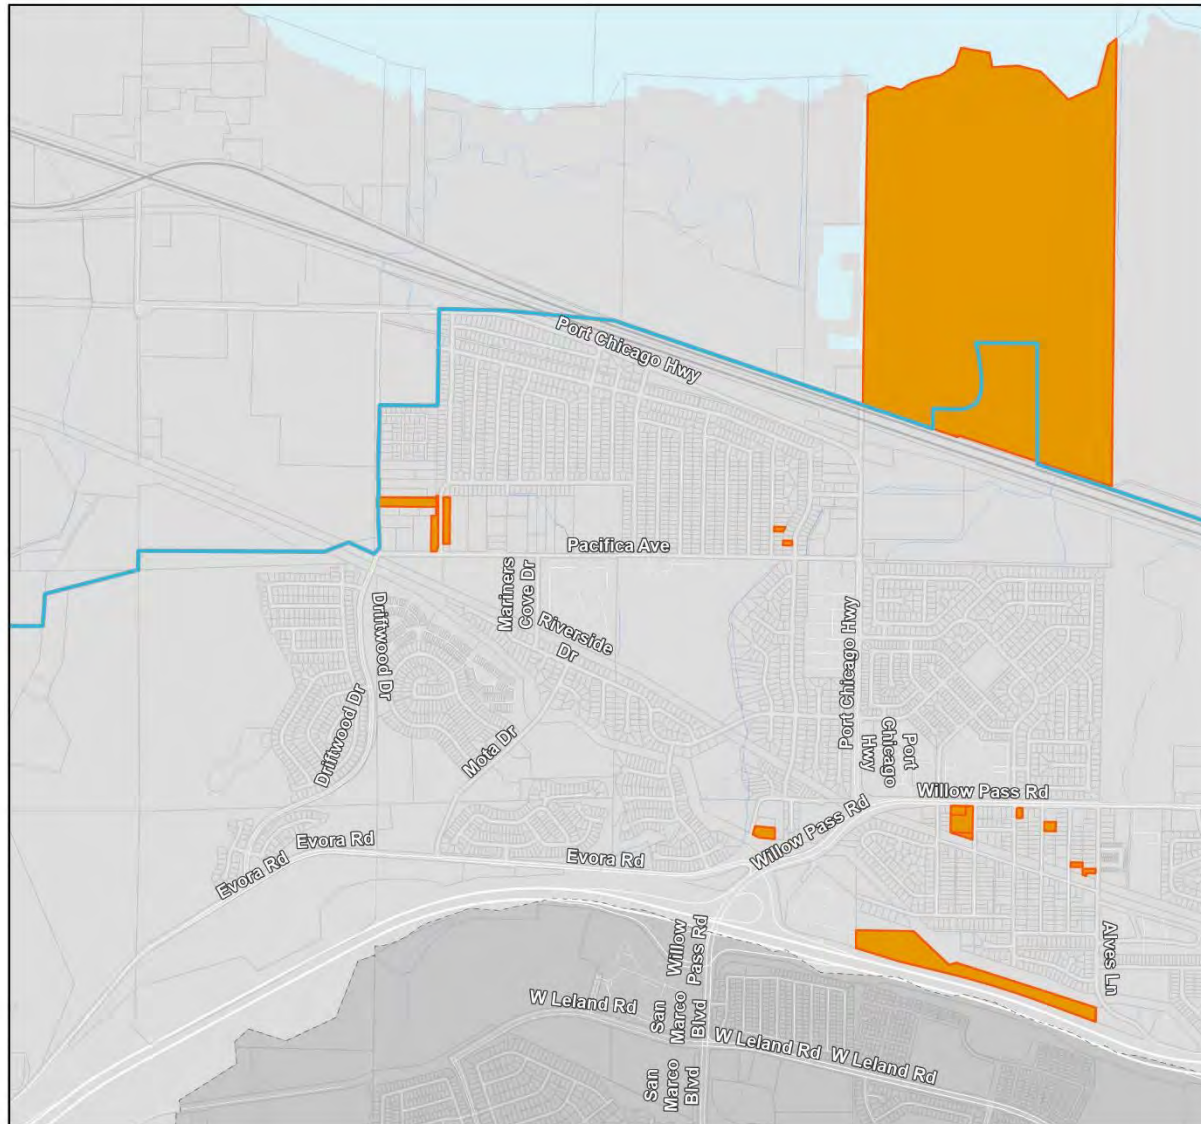 Port Chicago Hwy
Pacifica Ave
Mariners
Cove Dr
Riverside
Dr
Driftwood Dr
Driftwood Dr
Mota Dr
Port Chicago Hwy
Port
Chicago
Hwy
Willow Pass Rd
Willow Pass Rd
Evora Rd
Evora Rd
Evora Rd
Willow
Pass Rd
Alves Ln
W Leland Rd
San
Marco
Blvd
W Leland Rd
W Leland Rd
San
Marco
Blvd